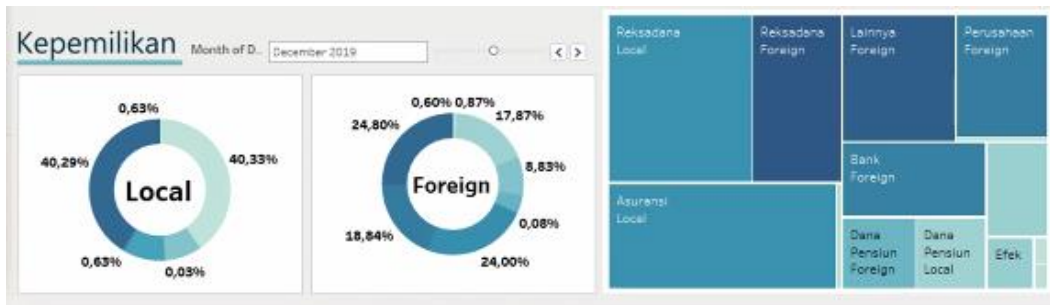 Kepemilikan
Month of D..
December 2019
0,63%
40,29%
40,33%
Local
0,63%
0,03%
0,60% 0,87%
17,87%
24,80%
8,83%
Foreign
0,08%
18,84%
24,00%
Reksadana
Local
Reksadana
Foreign
Lainnya
Foreign
Perusahaan
Foreign
Asuransi
Local
Bank
Foreign
Dana
Pensiun
Foreign
Dana
Pensiun
Local
Efek